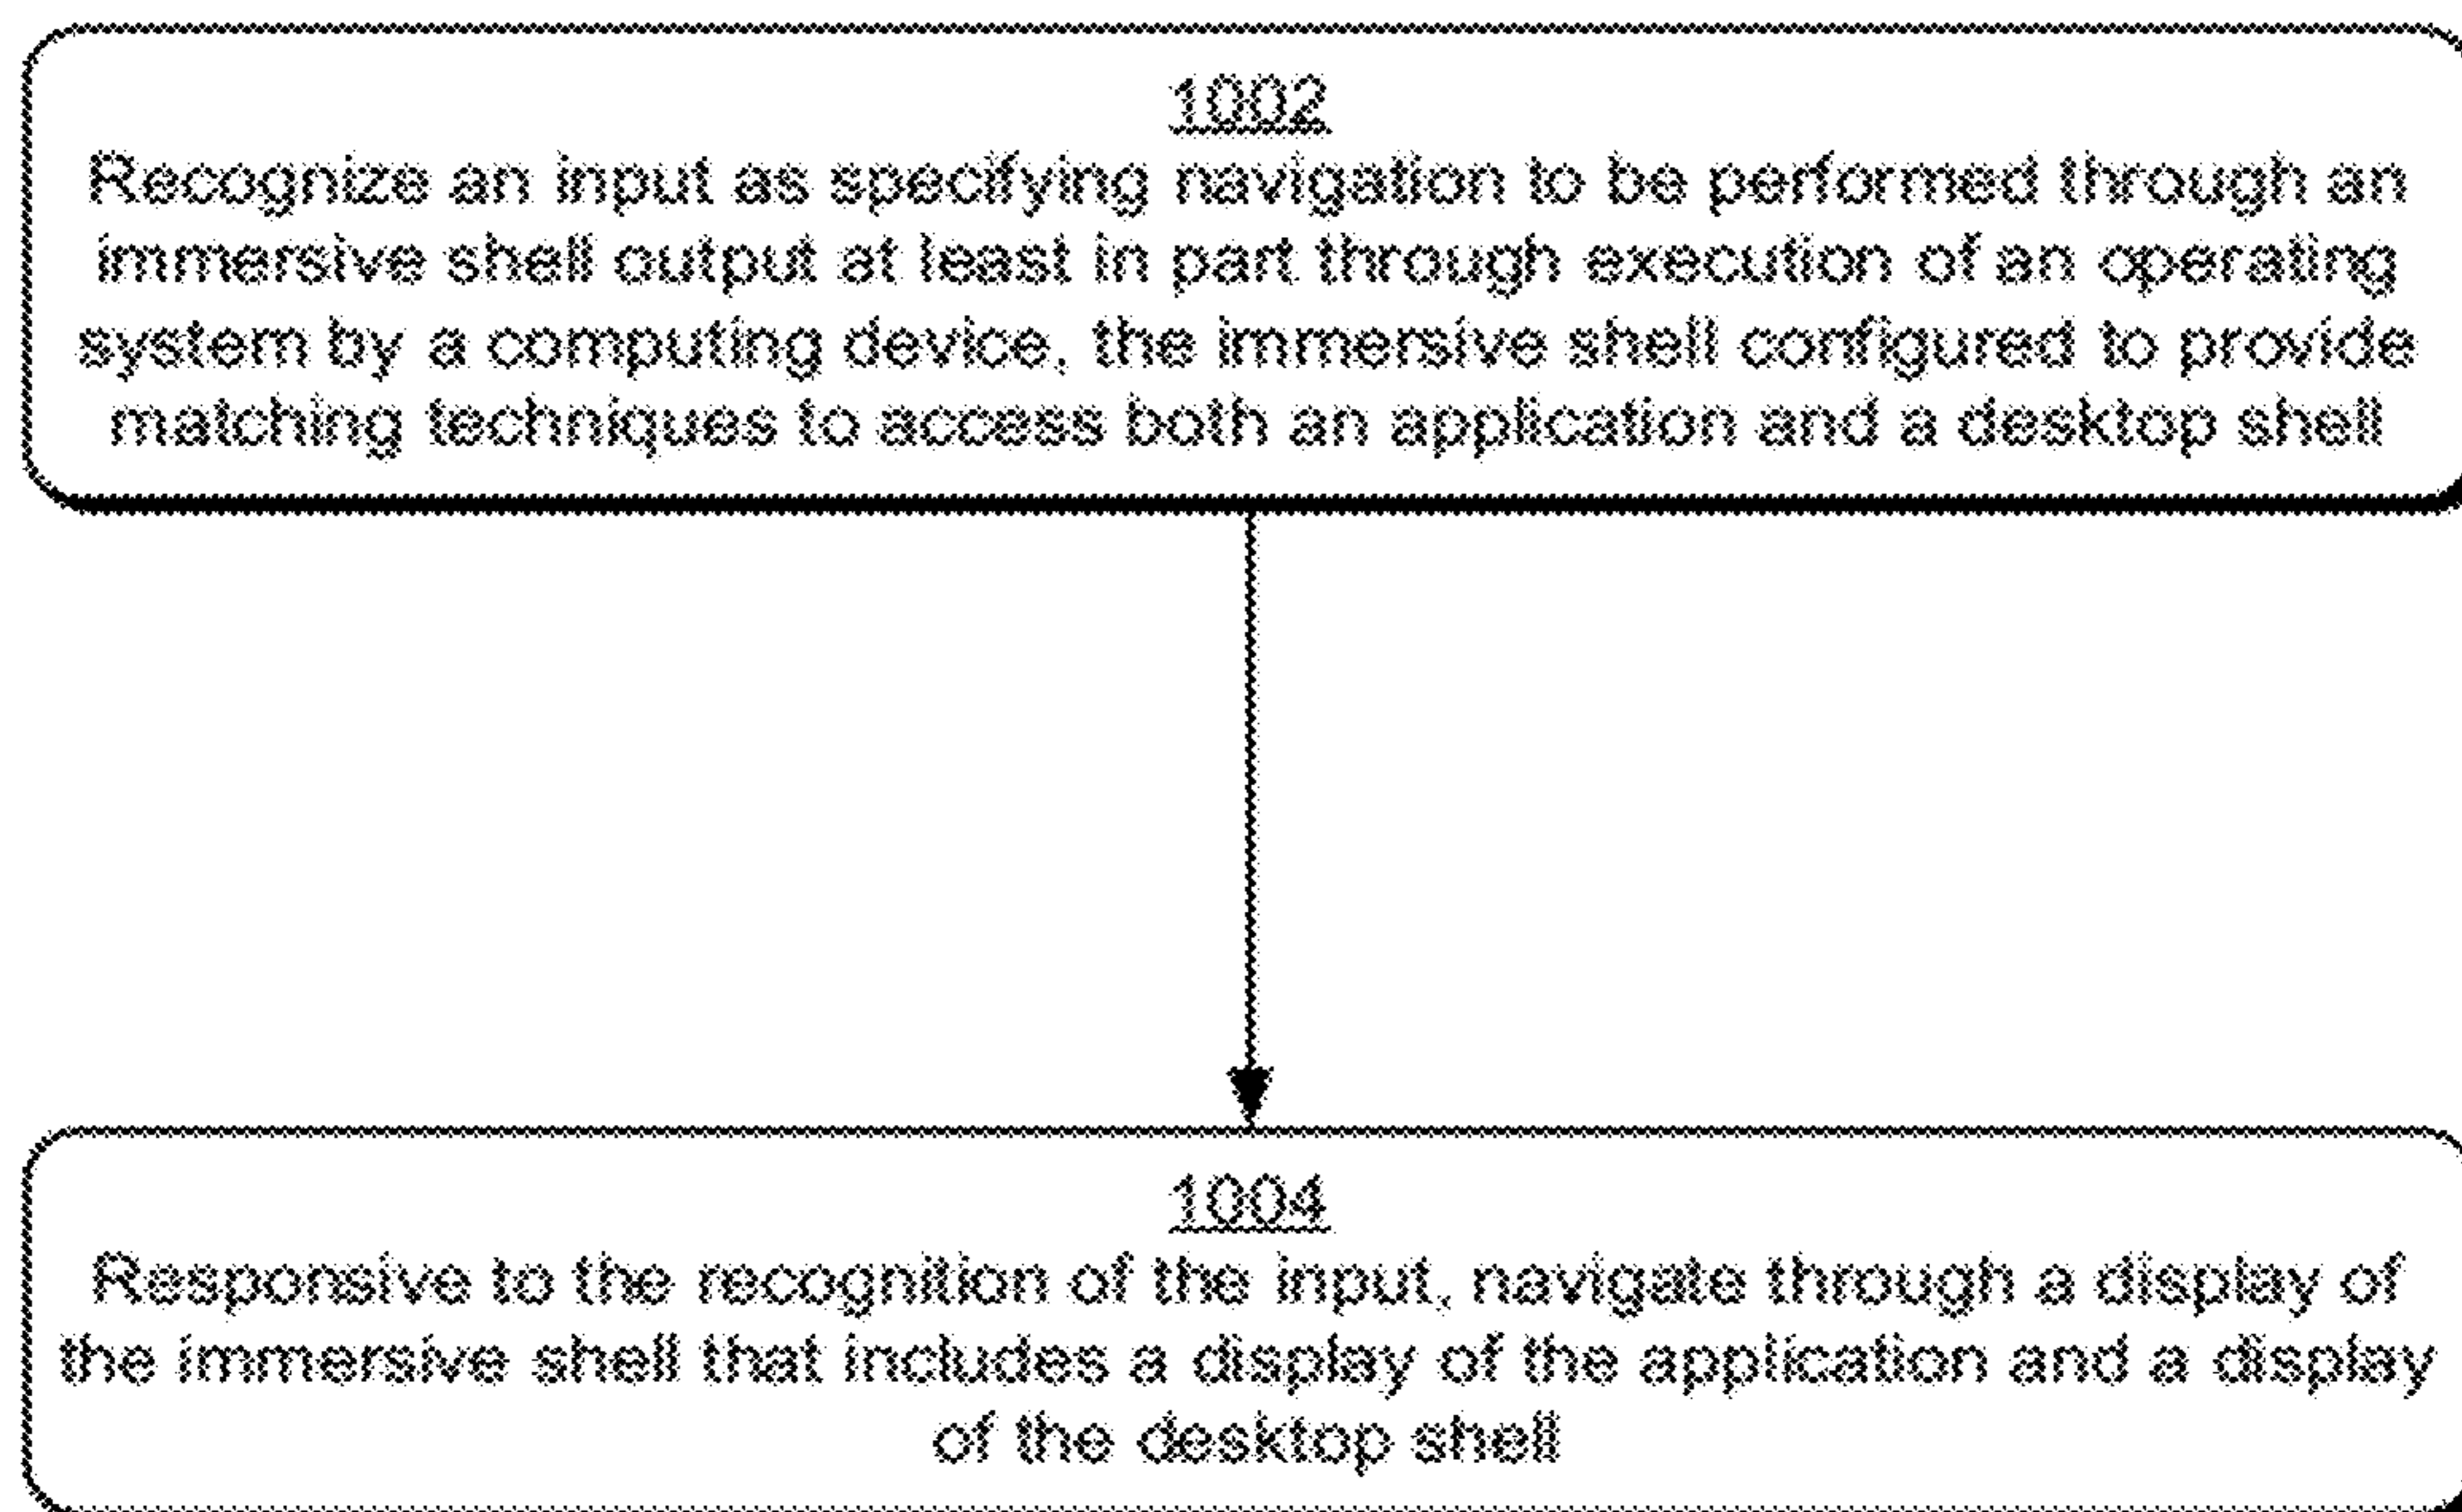 1002
Recognize an input as specifying navigation to be performed through an
immersive shell output at least in part through execution of an operating
system by a computing device, the immersive shell configured to provide
matching techniques to access both an application and a desktop shell
1004
Responsive to the recognition of the input, navigate through a display of
the immersive shell that includes a display of the application and a display
of the desktop shell